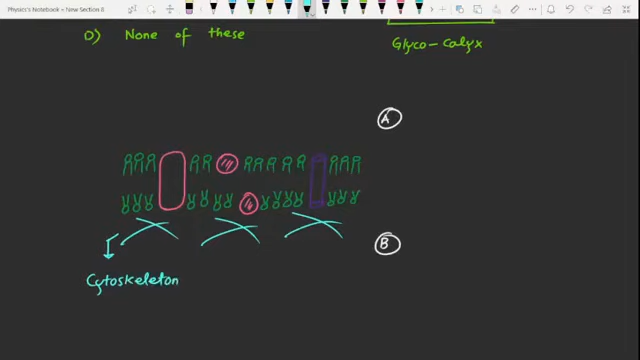 Physics's Notebook » New Section 8
D) None of these
Glyco-Calyx
A
B
Cytoskeleton